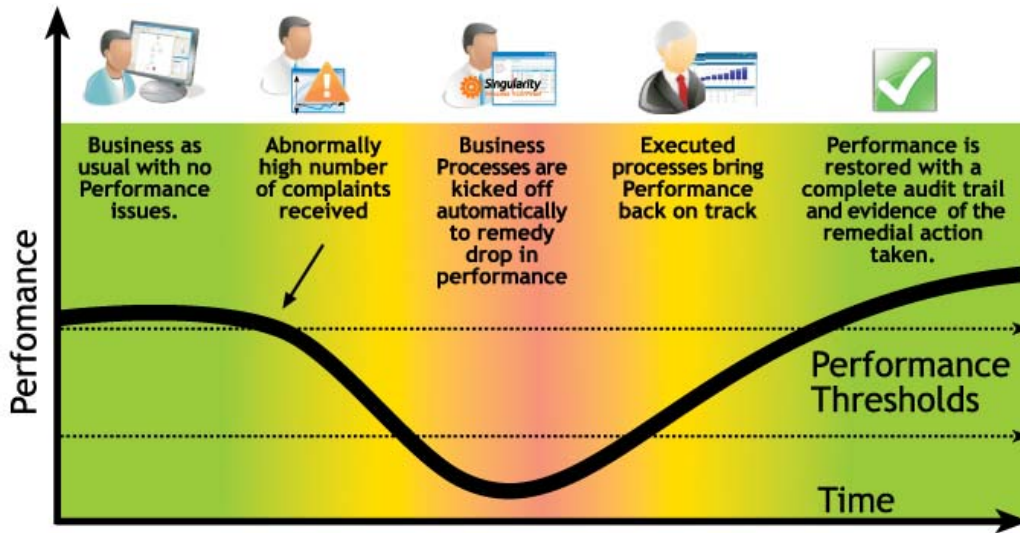 Singularity
Business as
usual with no
Performance
issues.
Abnormally
high number
of complaints
received
Business
Processes are
kicked off
automatically
to remedy
drop in
performance
Executed
processes bring
Performance
back on track
Performance is
restored with a
complete audit trail
and evidence of the
remedial action
taken.
Perfomance
Performance
Thresholds
Time